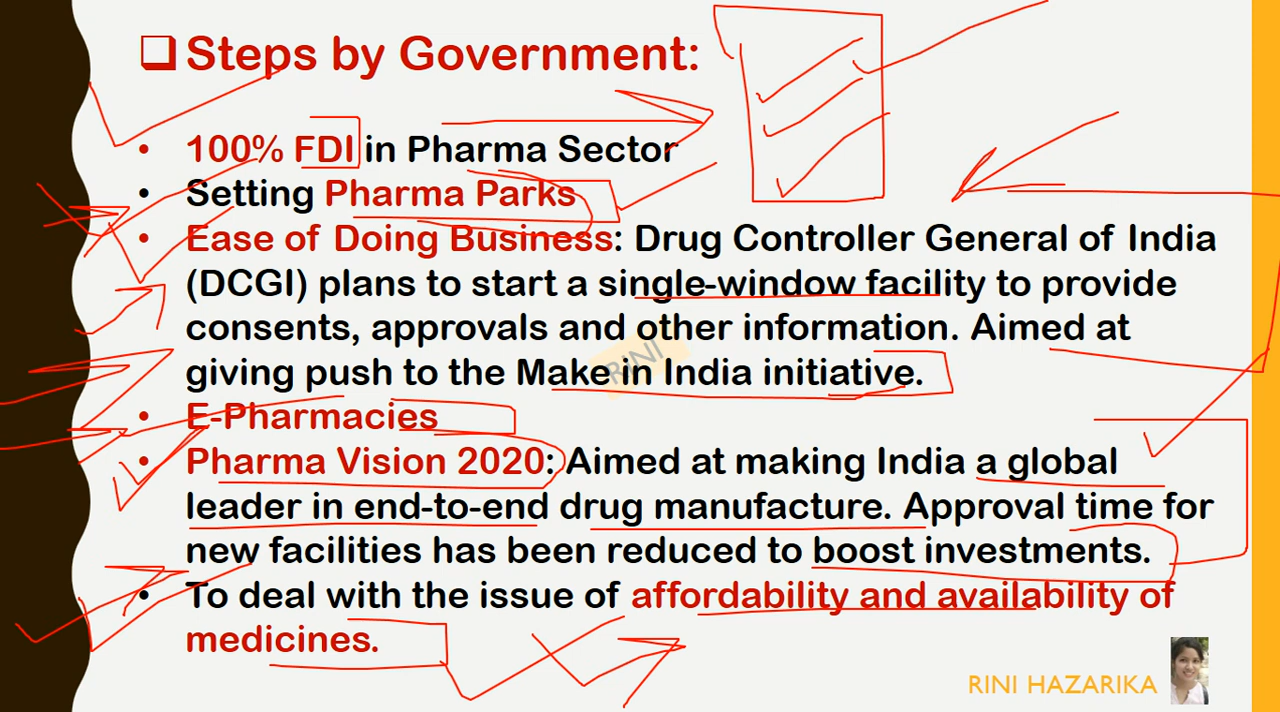 Steps by Government:
• 100% FDI in Pharma Sector
• Setting Pharma Parks
• Ease of Doing Business: Drug Controller General of India
(DCGI) plans to start a single-window facility to provide
consents, approvals and other information. Aimed at
giving push to the Make in India initiative.
RINI
• E-Pharmacies
• Pharma Vision 2020: Aimed at making India a global
leader in end-to-end drug manufacture. Approval time for
new facilities has been reduced to boost investments.
• To deal with the issue of affordability and availability of
medicines.
RINI HAZARIKA